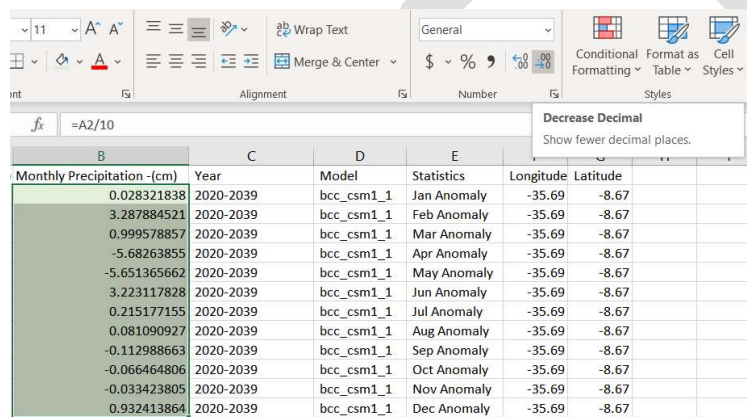 11 A^ Aˇ ab Wrap Text General
Merge & Center $ % 9 .00 .00 Conditional Format as Cell
Formatting Table Styles
nt Alignment Number Styles
Decrease Decimal
Show fewer decimal places.
fx =A2/10
B C D E
Monthly Precipitation -(cm) Year Model Statistics Longitude Latitude
0.028321838 2020-2039 bcc_csm1_1 Jan Anomaly -35.69 -8.67
3.287884521 2020-2039 bcc_csm1_1 Feb Anomaly -35.69 -8.67
0.999578857 2020-2039 bcc_csm1_1 Mar Anomaly -35.69 -8.67
-5.68263855 2020-2039 bcc_csm1_1 Apr Anomaly -35.69 -8.67
-5.651365662 2020-2039 bcc_csm1_1 May Anomaly -35.69 -8.67
3.223117828 2020-2039 bcc_csm1_1 Jun Anomaly -35.69 -8.67
0.215177155 2020-2039 bcc_csm1_1 Jul Anomaly -35.69 -8.67
0.081090927 2020-2039 bcc_csm1_1 Aug Anomaly -35.69 -8.67
-0.112988663 2020-2039 bcc_csm1_1 Sep Anomaly -35.69 -8.67
-0.066464806 2020-2039 bcc_csm1_1 Oct Anomaly -35.69 -8.67
-0.033423805 2020-2039 bcc_csm1_1 Nov Anomaly -35.69 -8.67
0.932413864 2020-2039 bcc_csm1_1 Dec Anomaly -35.69 -8.67